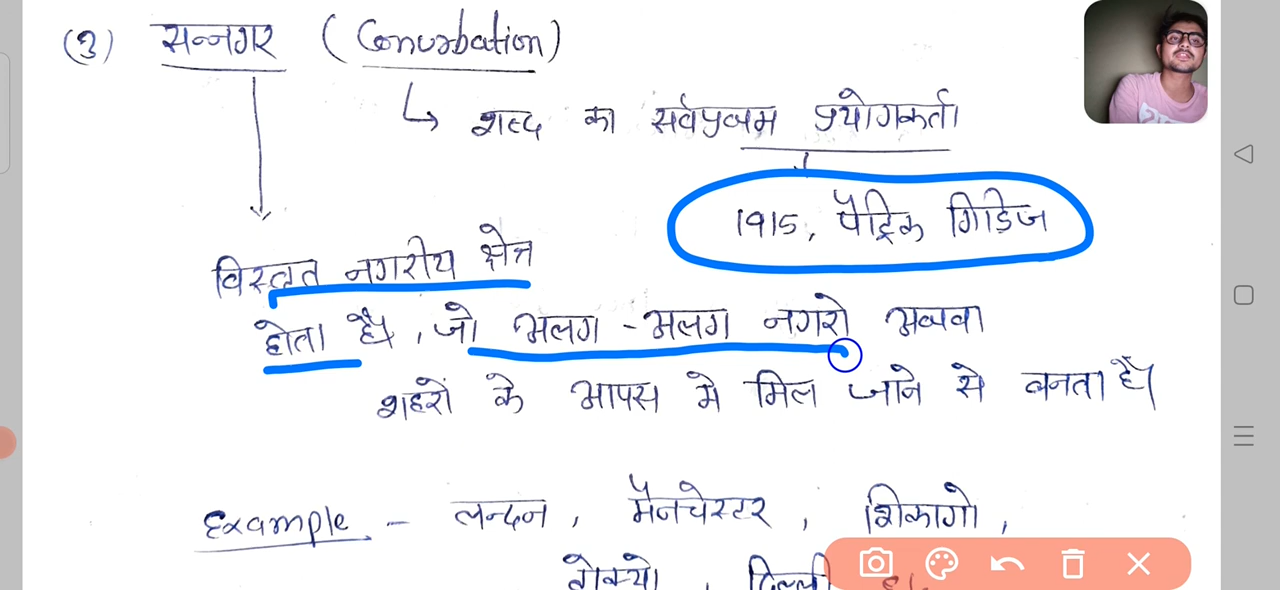 (3) सन्नगर (Conurbation)
↳ शब्द का सर्वप्रथम प्रयोगकर्ता
1915, पैट्रिक गिडिज
विस्तृत नगरीय क्षेत्र
होता है, जो अलग-अलग नगरो अथवा
शहरों के आपस मे मिल जाने से बनता है।
Example - लन्दन, मैनचेस्टर, शिकागो,
टोक्यो, दिल्ली